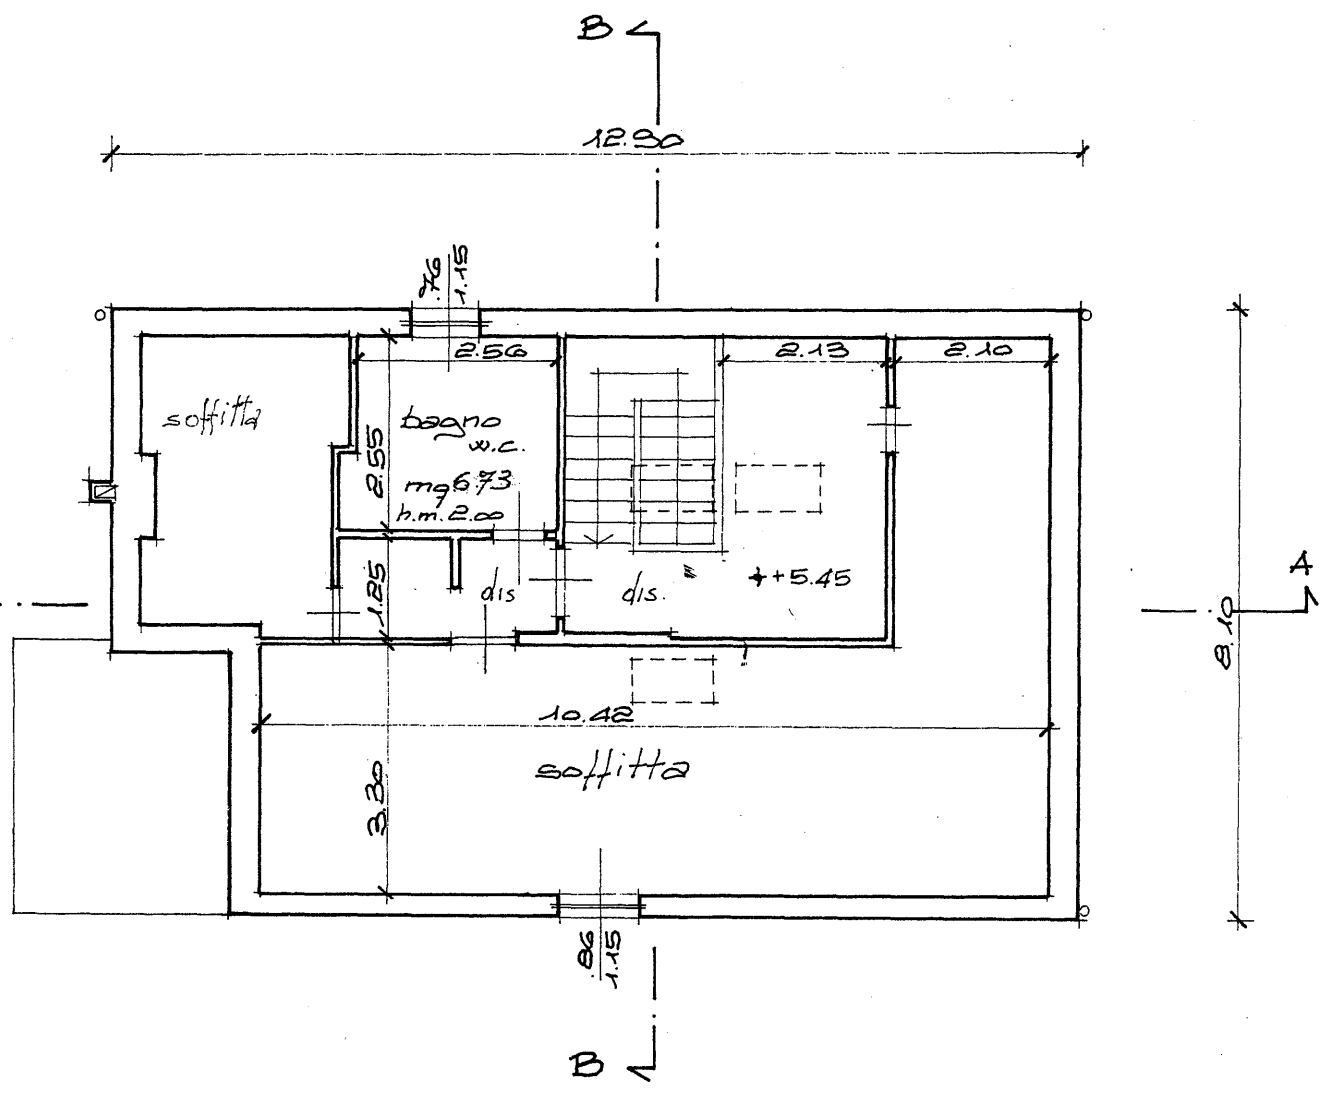 B
12.90
.76
1.15
2.56
2.13
2.10
soffitta
bagno
w.c.
2.55
mq 6.73
h.m. 2.00
1.25
dis
dis.
+5.45
A
8.10
10.42
soffitta
3.30
.86
1.15
B